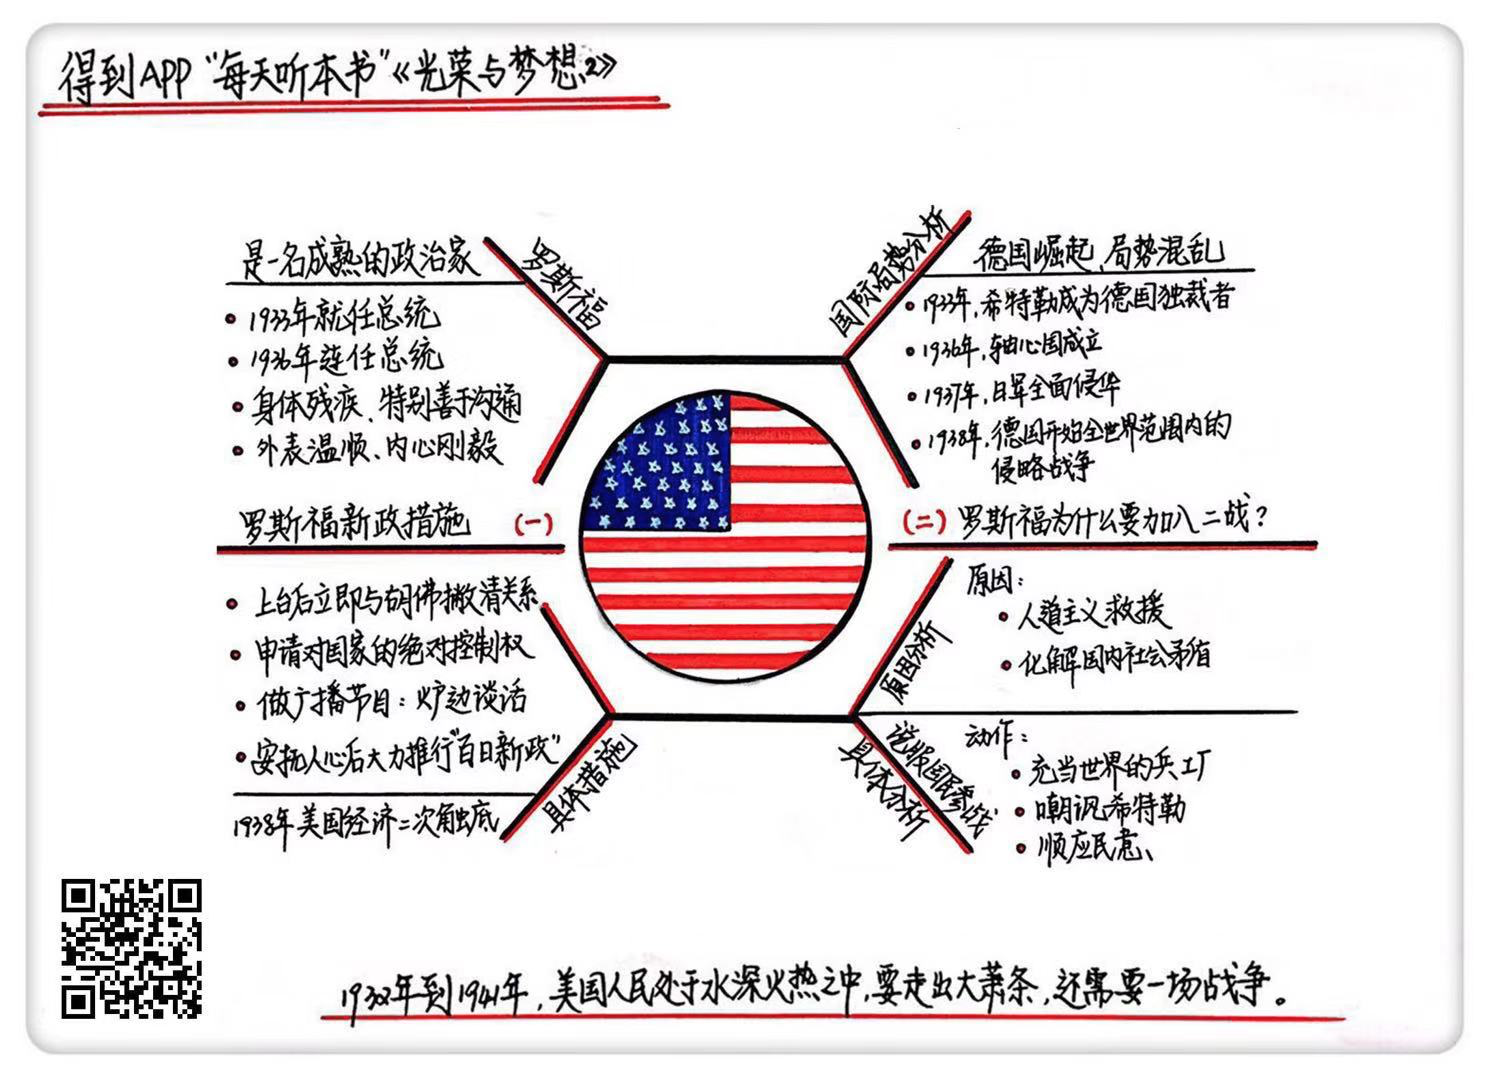 得到APP“每天听本书”《光荣与梦想2》
罗斯福
是一名成熟的政治家
1933年就任总统
1936年连任总统
身体残疾、特别善于沟通
外表温顺、内心刚毅
罗斯福新政措施 (一)
上台后立即与胡佛撇清关系
申请对国家的绝对控制权
做广播节目：炉边谈话
安抚人心后大力推行“百日新政”
具体措施
1938年美国经济二次触底
国际局势分析
德国崛起、局势混乱
1933年，希特勒成为德国独裁者
1936年，轴心国成立
1937年，日军全面侵华
1938年，德国开始全世界范围内的
侵略战争
(二) 罗斯福为什么要加入二战？
原因分析
原因：
人道主义救援
化解国内社会矛盾
说服国民参战
具体分析
动作：
充当世界的兵工厂
嘲讽希特勒
顺应民意、
1932年到1941年，美国人民处于水深火热之中，要走出大萧条，还需要一场战争。